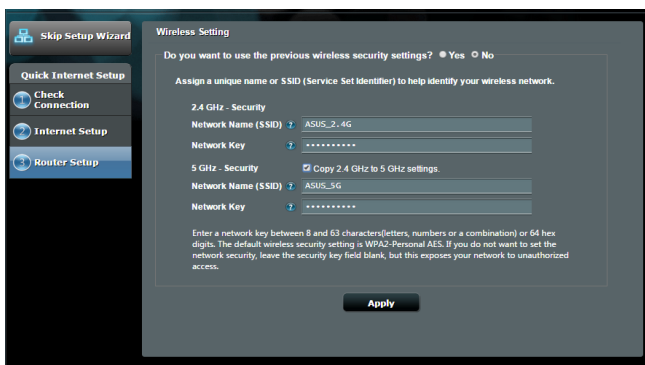 Skip Setup Wizard
Quick Internet Setup
1 Check
Connection
2 Internet Setup
3 Router Setup
Wireless Setting
Do you want to use the previous wireless security settings? Yes No
Assign a unique name or SSID (Service Set Identifier) to help identify your wireless network.
2.4 GHz - Security
Network Name (SSID) ? ASUS_2.4G
Network Key ? ••••••••••
5 GHz - Security Copy 2.4 GHz to 5 GHz settings.
Network Name (SSID) ? ASUS_5G
Network Key ? ••••••••••
Enter a network key between 8 and 63 characters(letters, numbers or a combination) or 64 hex
digits. The default wireless security setting is WPA2-Personal AES. If you do not want to set the
network security, leave the security key field blank, but this exposes your network to unauthorized
access.
Apply